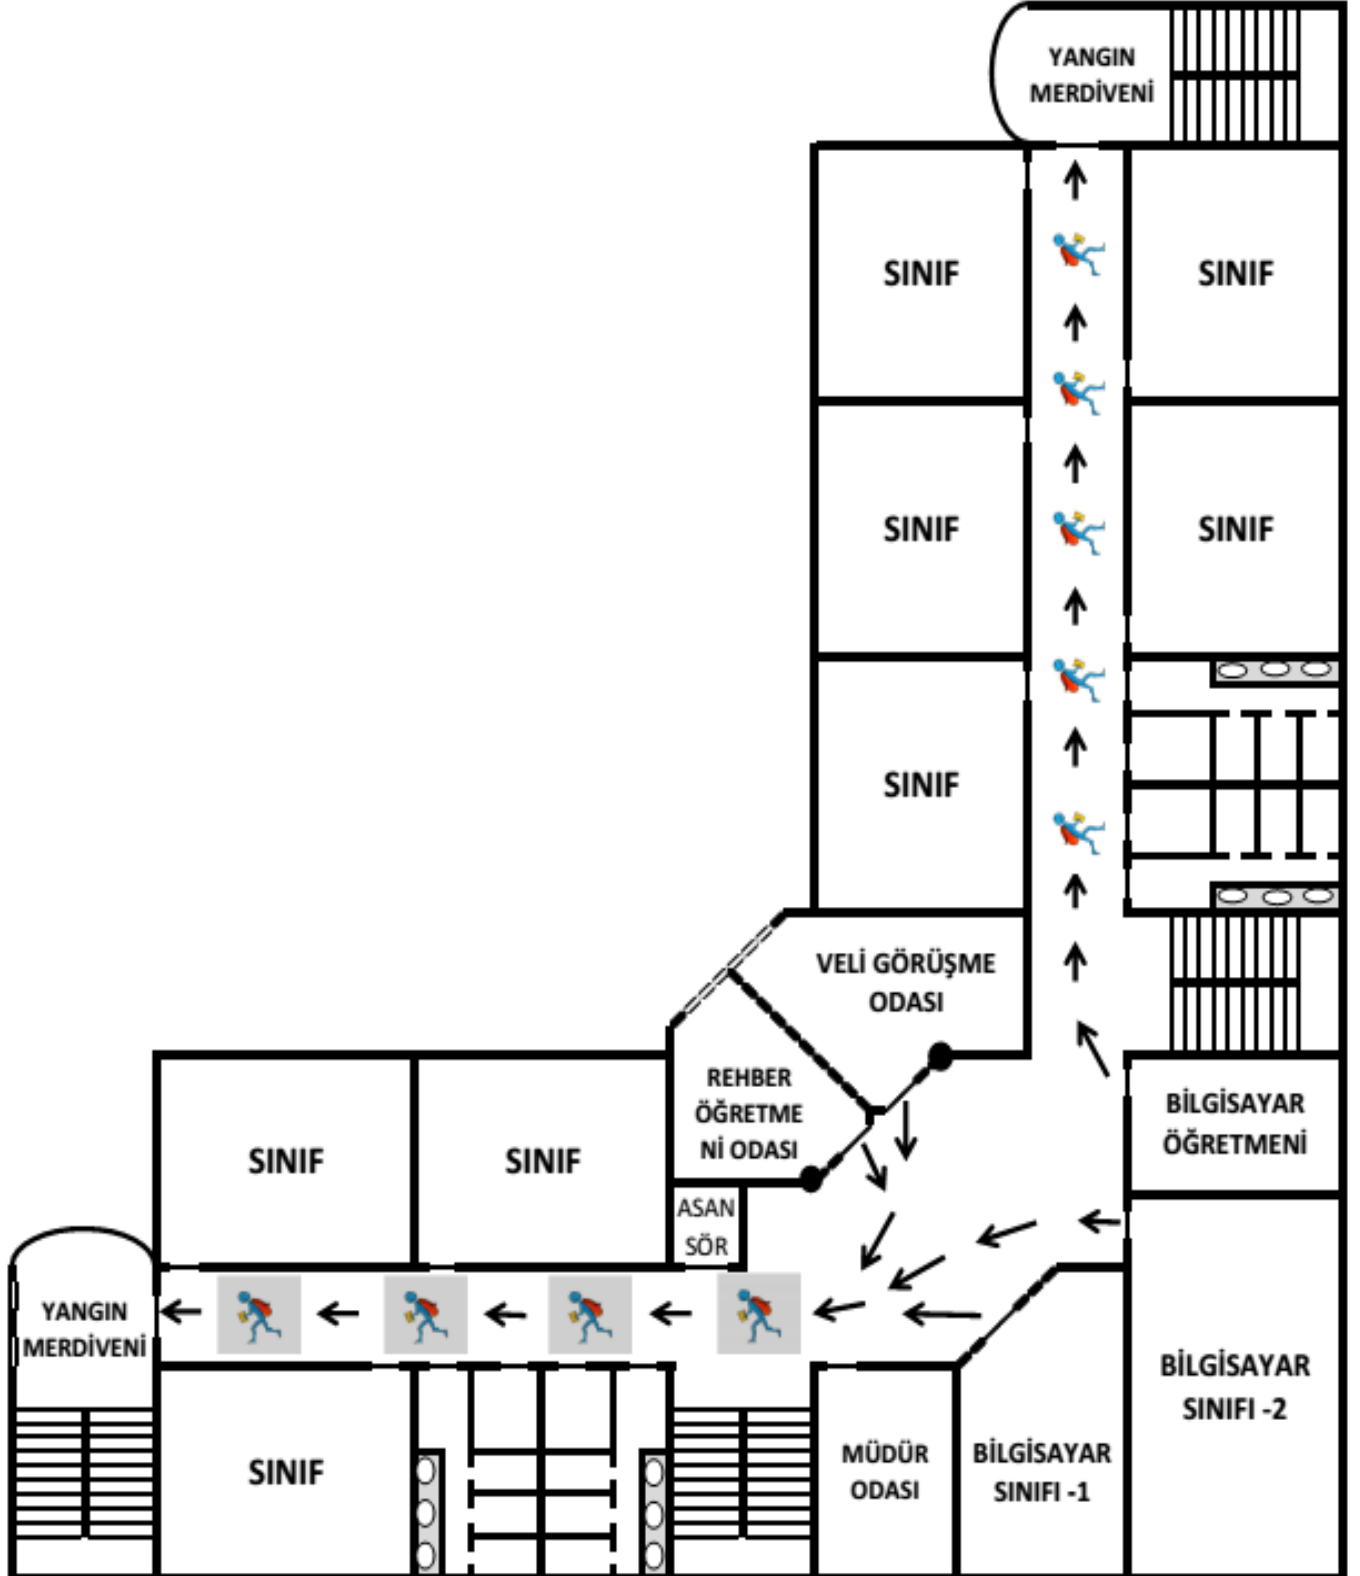 YANGIN
MERDİVENİ
SINIF
SINIF
SINIF
SINIF
SINIF
VELİ GÖRÜŞME
ODASI
REHBER
ÖĞRETME
Nİ ODASI
BİLGİSAYAR
ÖĞRETMENİ
SINIF
SINIF
ASAN
SÖR
YANGIN
MERDİVENİ
BİLGİSAYAR
SINIFI -2
SINIF
MÜDÜR
ODASI
BİLGİSAYAR
SINIFI -1